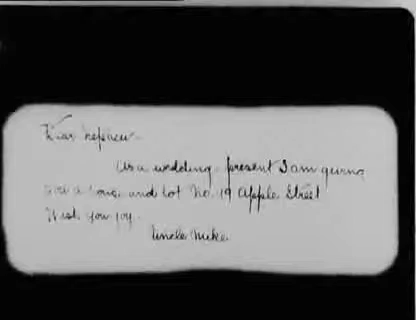 Dear nephew-
As a wedding present I am giving
you a house and lot No. 19 Apple Street
Wish you joy.
Uncle Mike